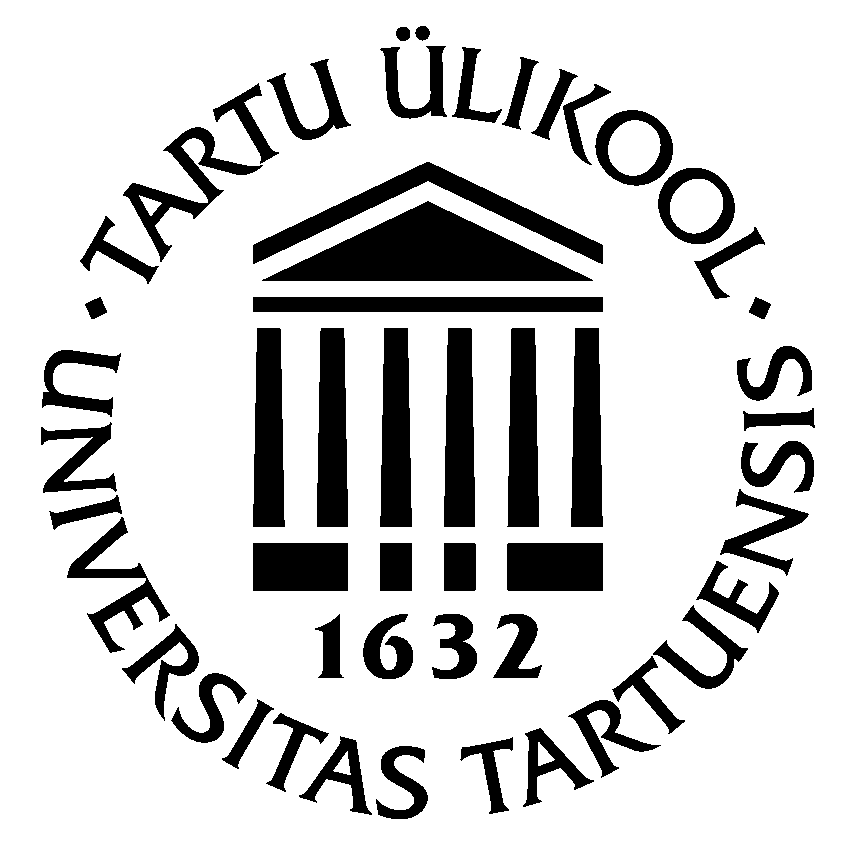 · TARTU ÜLIKOOL ·
UNIVERSITAS TARTUENSIS
1632